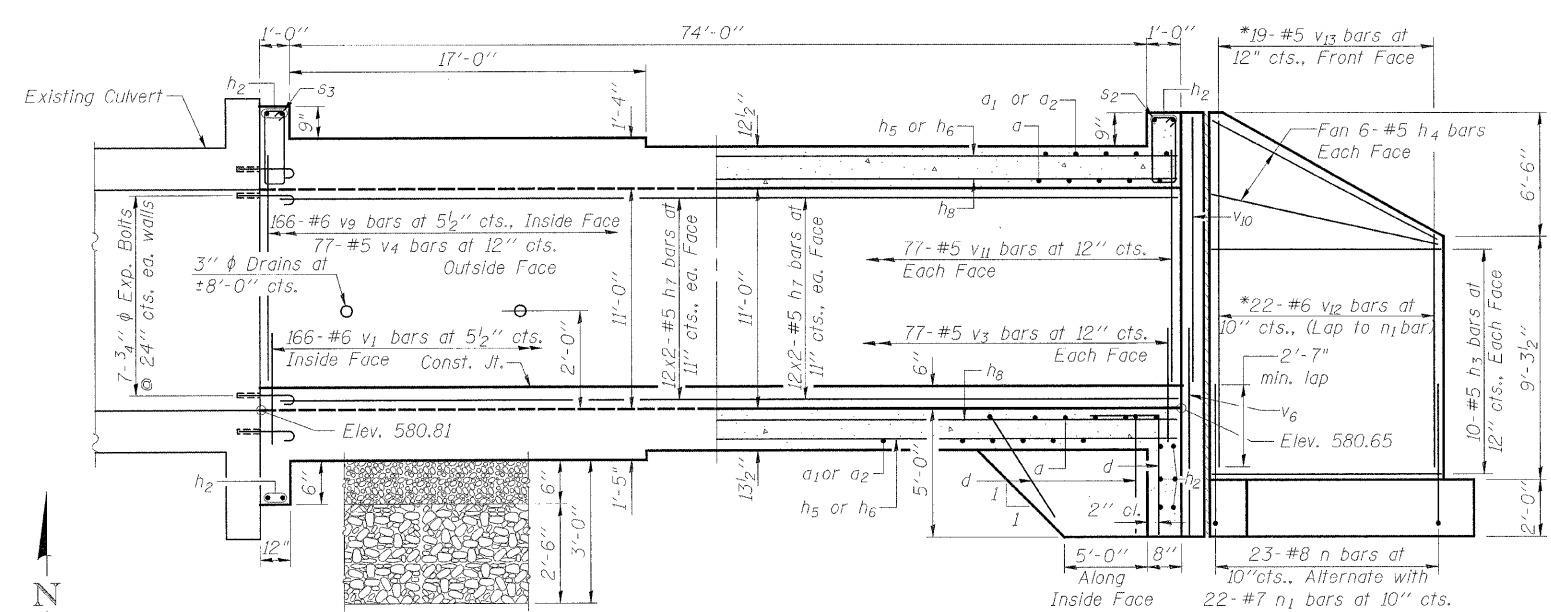 1'-0"
74'-0"
1'-0"
*19-#5 v13 bars at
12" cts., Front Face
17'-0"
h2
s3
Existing Culvert
9"
1'-4"
12½"
a1 or a2
s2
h2
h5 or h6
a
9"
Fan 6-#5 h4 bars
Each Face
6'-6"
h8
v10
166-#6 v9 bars at 5½" cts., Inside Face
77-#5 v4 bars at 12" cts.
Outside Face
77-#5 v11 bars at 12" cts.
Each Face
3" ϕ Drains at
±8'-0" cts.
7-¾" ϕ Exp. Bolts
@ 24" cts, ea. walls
11'-0"
12x2-#5 h7 bars at
11" cts., ea. Face
11'-0"
12x2-#5 h7 bars at
11" cts., ea. Face
*22-#6 v12 bars at
10" cts., (Lap to n1 bar)
10-#5 h3 bars at
12" cts., Each Face
9'-3½"
166-#6 v1 bars at 5½" cts.
Inside Face
Const. Jt.
2'-0"
77-#5 v3 bars at 12" cts.
Each Face
6"
h8
2'-7"
min. lap
v6
Elev. 580.81
Elev. 580.65
h2
6"
6"
1'-5"
13½"
a1 or a2
h5 or h6
5'-0"
d
1
1
a
d
h2
2" cl.
2'-0"
12"
2'-6"
3'-0"
5'-0"
8"
Along
Inside Face
23-#8 n bars at
10"cts., Alternate with
22-#7 n1 bars at 10" cts.
N